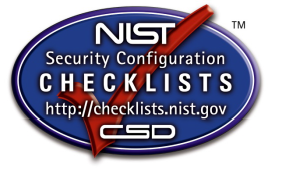 NIST
TM
Security Configuration
CHECKLISTS
http://checklists.nist.gov
CSD